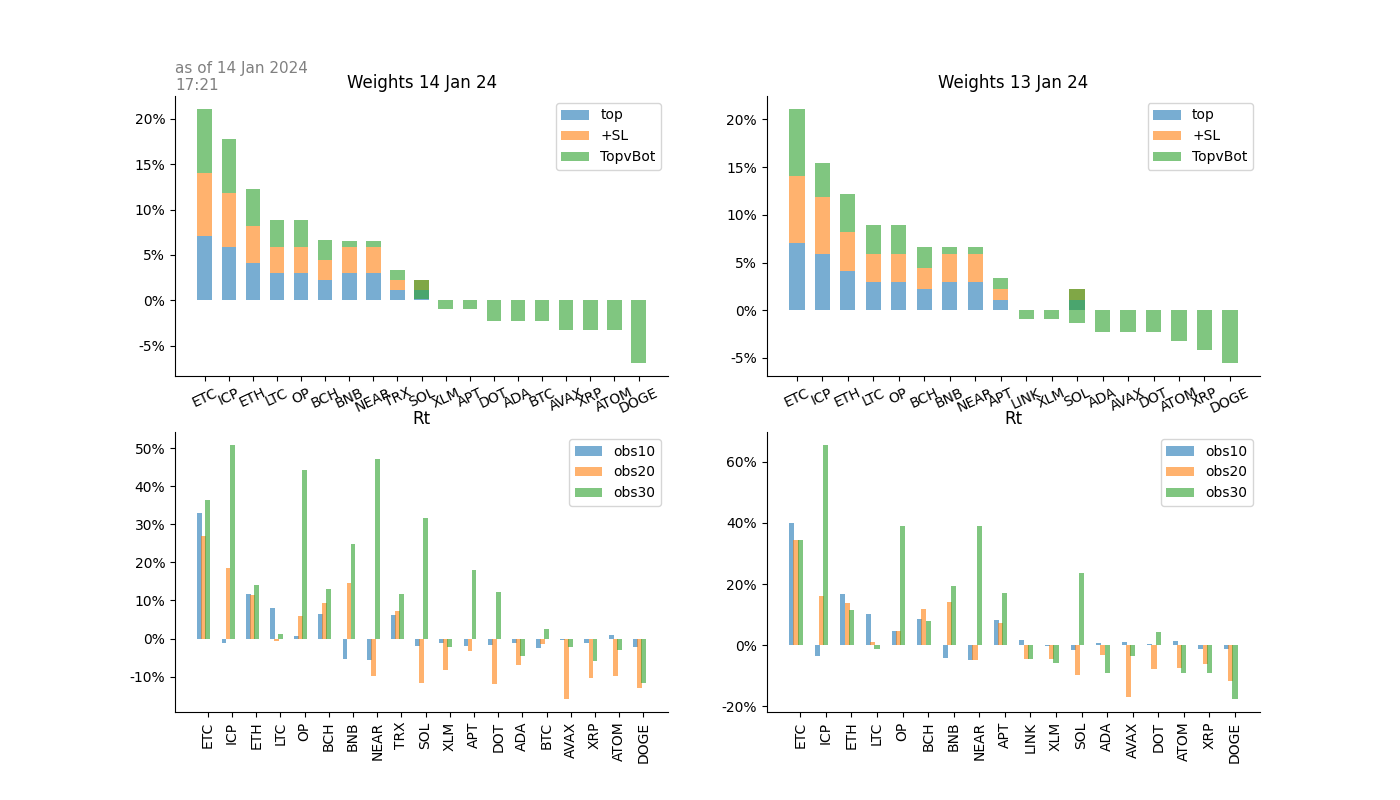 as of 14 Jan 2024
17:21
Weights 14 Jan 24
20%
15%
10%
5%
0%
-5%
top
+SL
TopvBot
ETC ICP ETH LTC OP BCH BNB NEAR TRX SOL XLM APT DOT ADA BTC AVAX XRP ATOM DOGE
Weights 13 Jan 24
20%
15%
10%
5%
0%
-5%
top
+SL
TopvBot
ETC ICP ETH LTC OP BCH BNB NEAR APT LINK XLM SOL ADA AVAX DOT ATOM XRP DOGE
Rt
50%
40%
30%
20%
10%
0%
-10%
obs10
obs20
obs30
ETC ICP ETH LTC OP BCH BNB NEAR TRX SOL XLM APT DOT ADA BTC AVAX XRP ATOM DOGE
Rt
60%
40%
20%
0%
-20%
obs10
obs20
obs30
ETC ICP ETH LTC OP BCH BNB NEAR APT LINK XLM SOL ADA AVAX DOT ATOM XRP DOGE